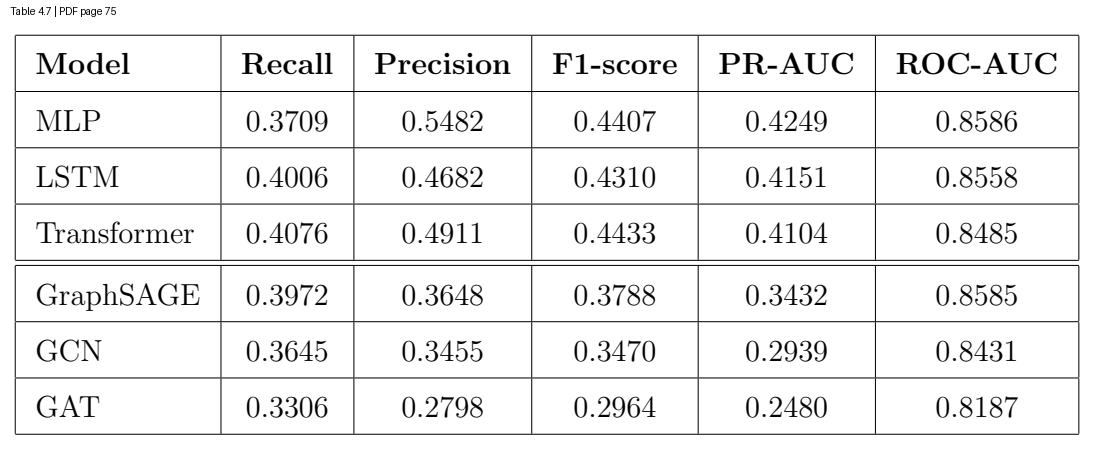 Table 4.7 | PDF page 75
Model Recall Precision F1-score PR-AUC ROC-AUC
MLP 0.3709 0.5482 0.4407 0.4249 0.8586
LSTM 0.4006 0.4682 0.4310 0.4151 0.8558
Transformer 0.4076 0.4911 0.4433 0.4104 0.8485
GraphSAGE 0.3972 0.3648 0.3788 0.3432 0.8585
GCN 0.3645 0.3455 0.3470 0.2939 0.8431
GAT 0.3306 0.2798 0.2964 0.2480 0.8187